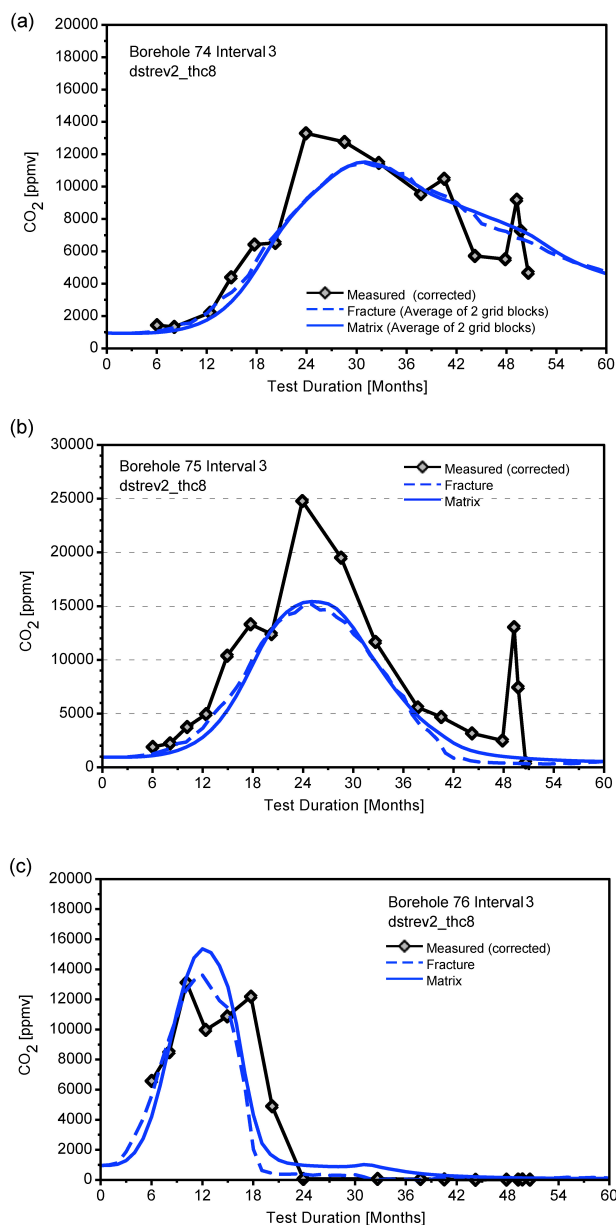 (a)
20000
18000
16000
14000
12000
10000
8000
6000
4000
2000
0
CO2 [ppmv]
Borehole 74 Interval 3
dstrev2_thc8
Measured (corrected)
Fracture (Average of 2 grid blocks)
Matrix (Average of 2 grid blocks)
0 6 12 18 24 30 36 42 48 54 60
Test Duration [Months]
(b)
30000
25000
20000
15000
10000
5000
0
CO2 [ppmv]
Borehole 75 Interval 3
dstrev2_thc8
Measured (corrected)
Fracture
Matrix
0 6 12 18 24 30 36 42 48 54 60
Test Duration [Months]
(c)
20000
18000
16000
14000
12000
10000
8000
6000
4000
2000
0
CO2 [ppmv]
Borehole 76 Interval 3
dstrev2_thc8
Measured (corrected)
Fracture
Matrix
0 6 12 18 24 30 36 42 48 54 60
Test Duration [Months]